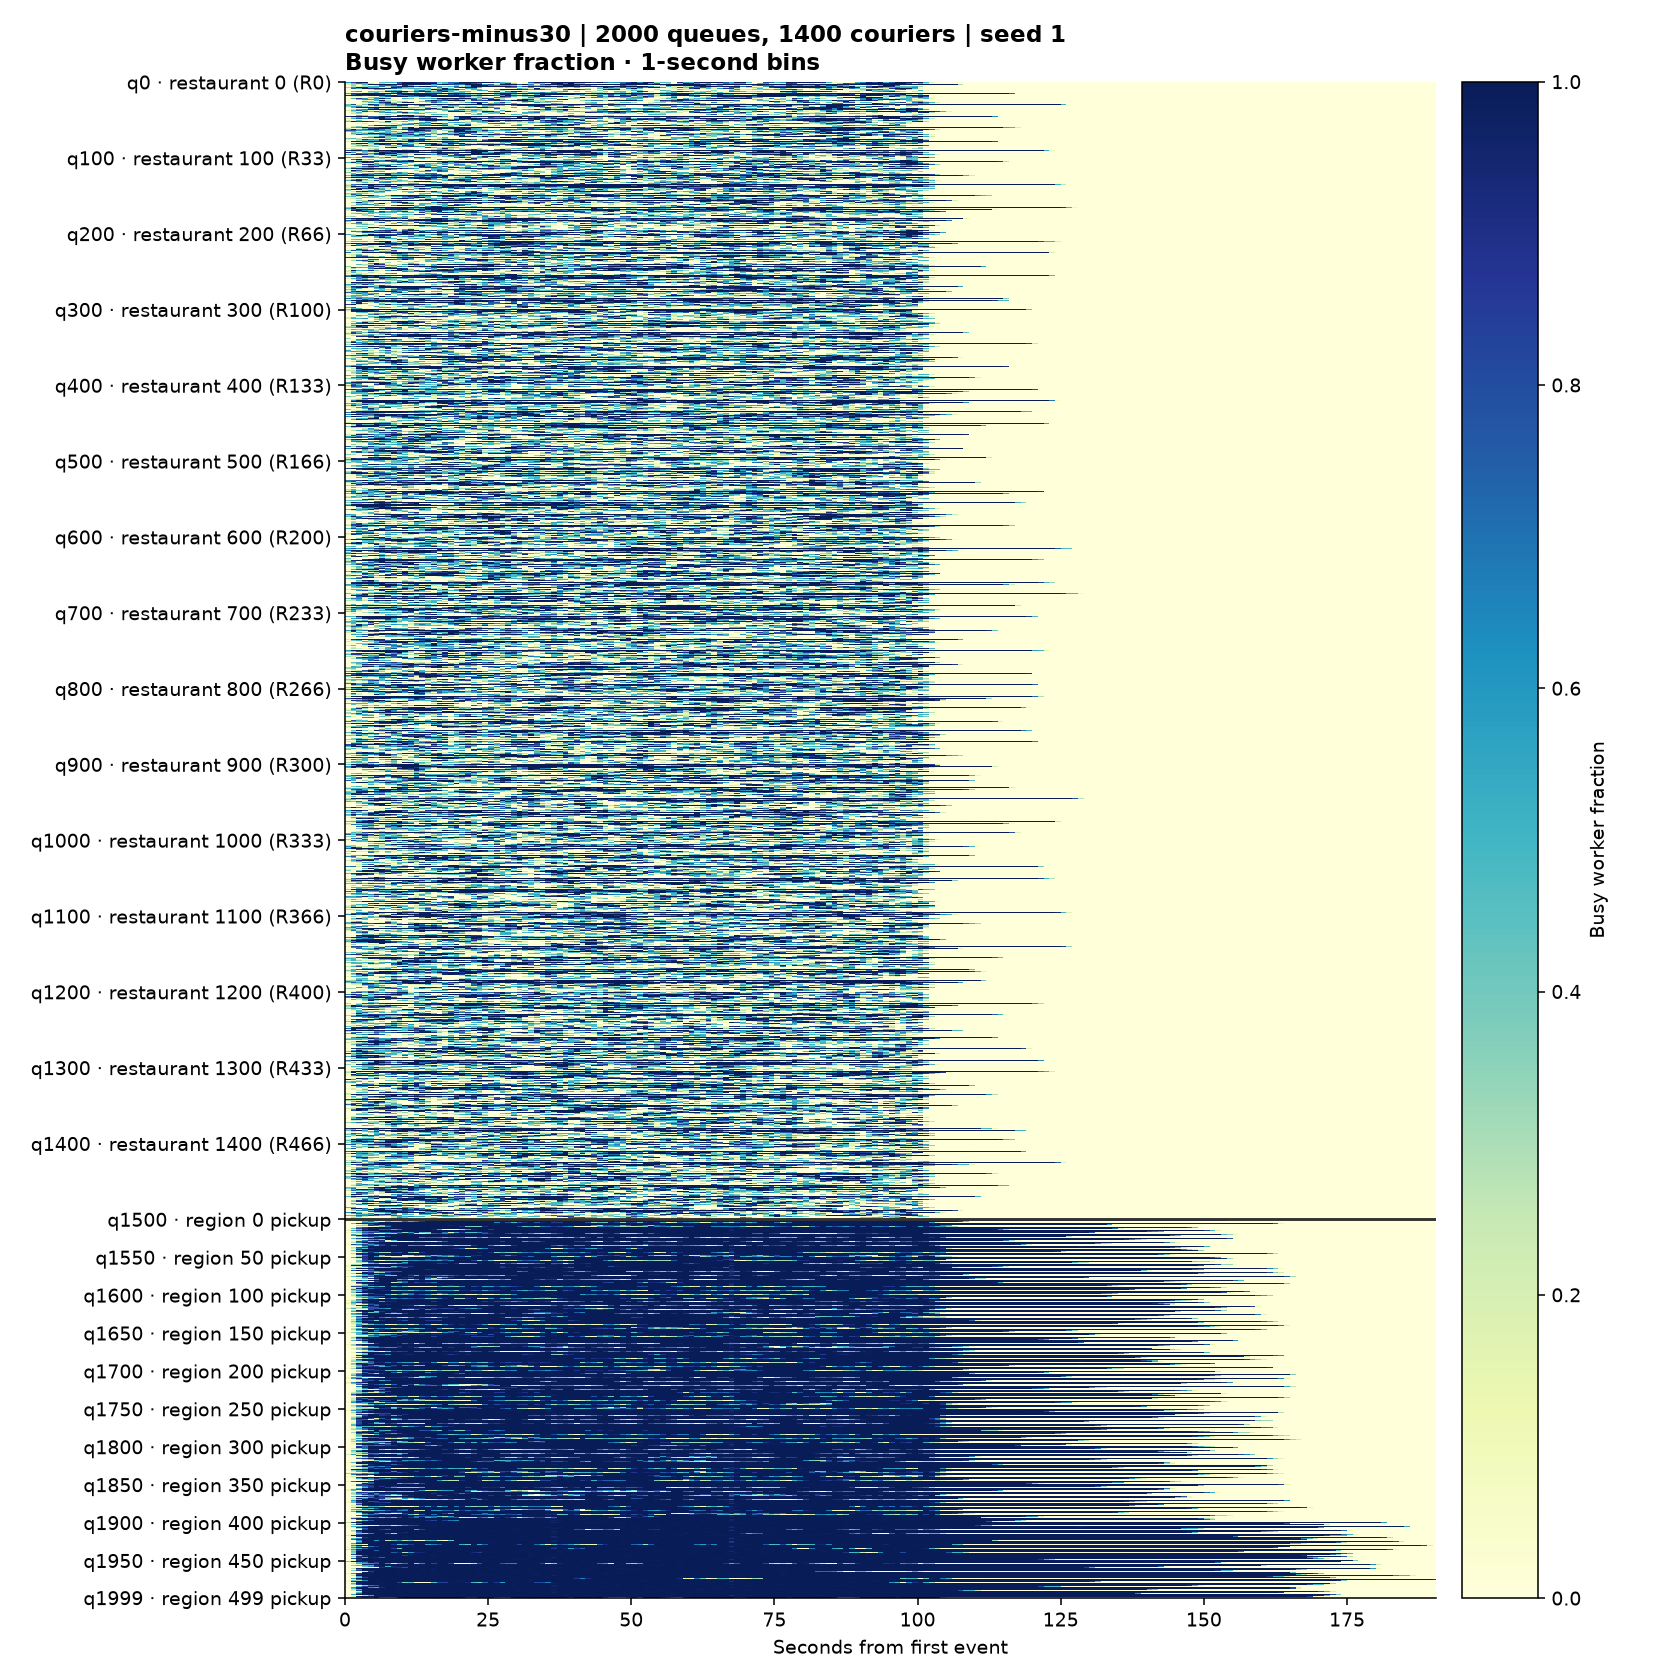 couriers-minus30 | 2000 queues, 1400 couriers | seed 1
Busy worker fraction · 1-second bins
q0 · restaurant 0 (R0)
q100 · restaurant 100 (R33)
q200 · restaurant 200 (R66)
q300 · restaurant 300 (R100)
q400 · restaurant 400 (R133)
q500 · restaurant 500 (R166)
q600 · restaurant 600 (R200)
q700 · restaurant 700 (R233)
q800 · restaurant 800 (R266)
q900 · restaurant 900 (R300)
q1000 · restaurant 1000 (R333)
q1100 · restaurant 1100 (R366)
q1200 · restaurant 1200 (R400)
q1300 · restaurant 1300 (R433)
q1400 · restaurant 1400 (R466)
q1500 · region 0 pickup
q1550 · region 50 pickup
q1600 · region 100 pickup
q1650 · region 150 pickup
q1700 · region 200 pickup
q1750 · region 250 pickup
q1800 · region 300 pickup
q1850 · region 350 pickup
q1900 · region 400 pickup
q1950 · region 450 pickup
q1999 · region 499 pickup
0 25 50 75 100 125 150 175
Seconds from first event
1.0
0.8
0.6
0.4
0.2
0.0
Busy worker fraction